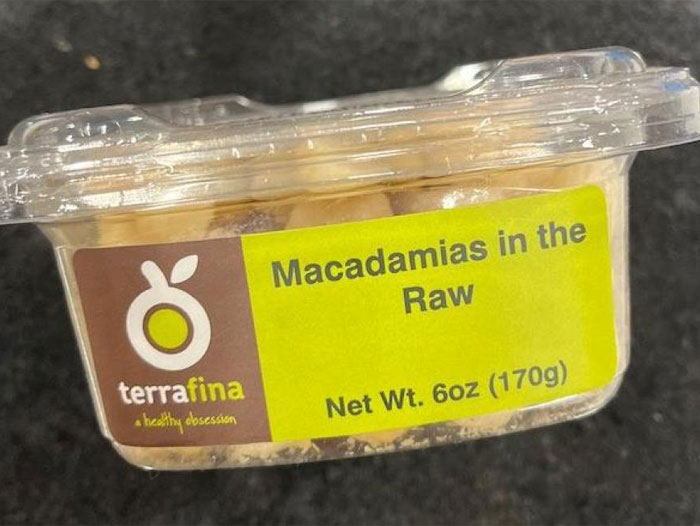 Macadamias in the
Raw
Net Wt. 6oz (170g)
terrafina
a healthy obsession